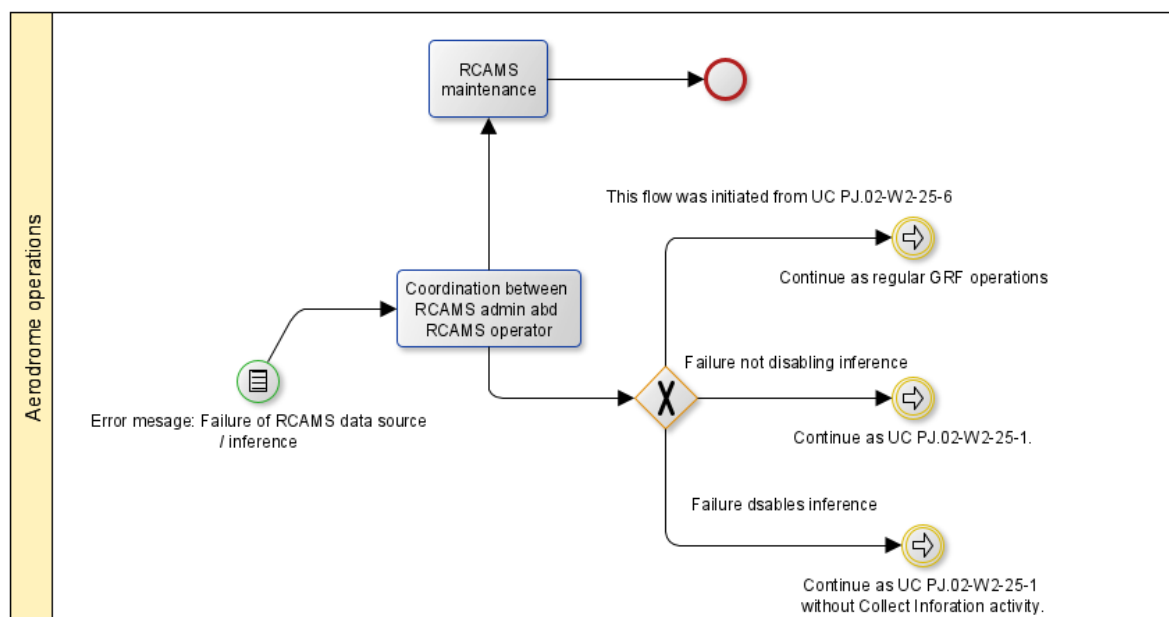 Aerodrome operations
RCAMS
maintenance
This flow was initiated from UC PJ.02-W2-25-6
Continue as regular GRF operations
Coordination between
RCAMS admin abd
RCAMS operator
Failure not disabling inference
Error mesage: Failure of RCAMS data source
/ inference
X
Continue as UC PJ.02-W2-25-1.
Failure dsables inference
Continue as UC PJ.02-W2-25-1
without Collect Inforation activity.